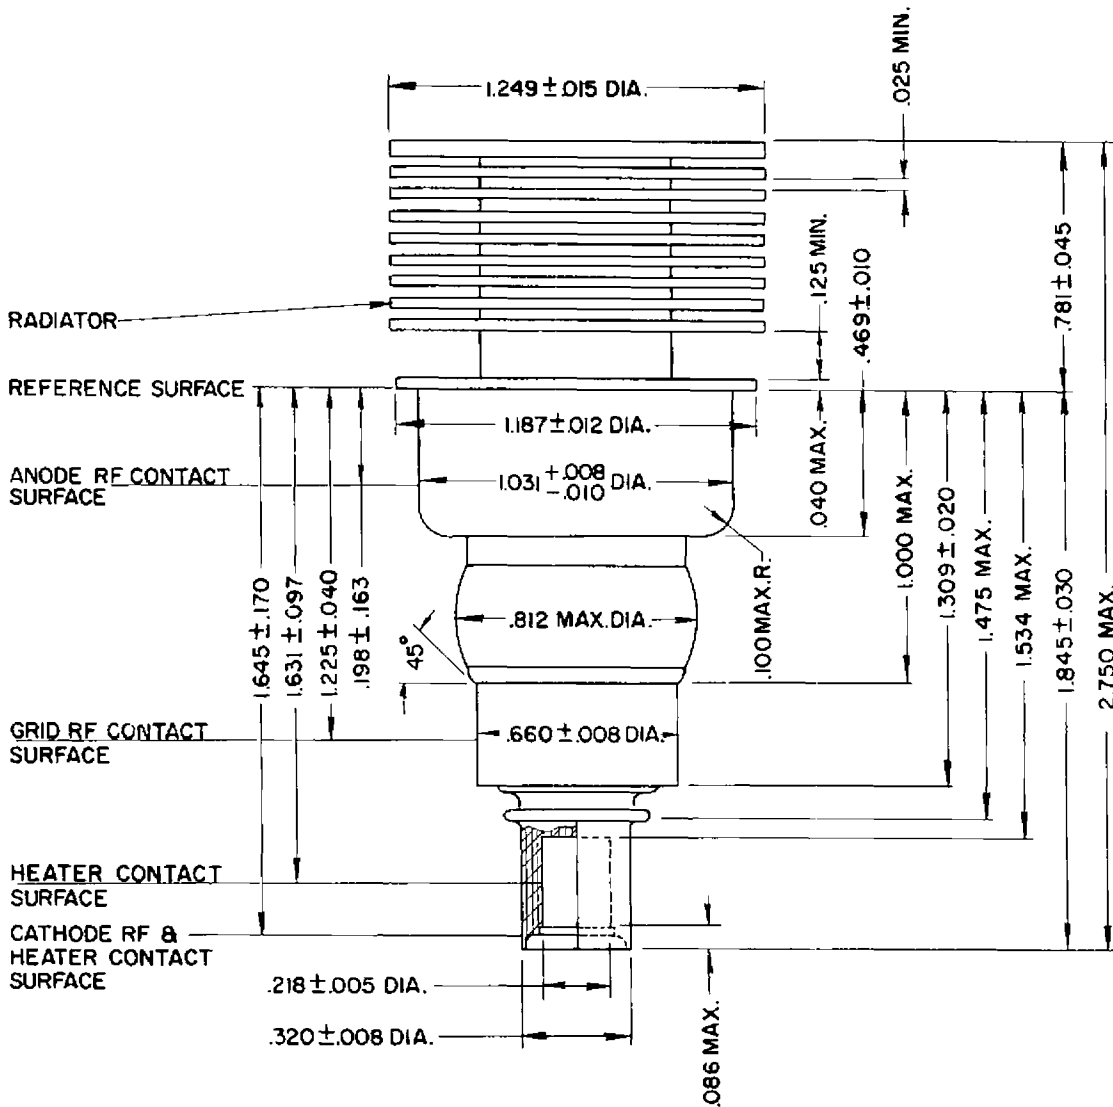 1.249±.015 DIA.
.025 MIN.
.125 MIN.
.469±.010
.781±.045
RADIATOR
REFERENCE SURFACE
1.187±.012 DIA.
.040 MAX.
ANODE RF CONTACT
SURFACE
1.031 +.008 -.010 DIA.
1.000 MAX.
1.309±.020
1.475 MAX.
1.534 MAX.
1.845±.030
2.750 MAX.
1.645±.170
1.631±.097
1.225±.040
.198±.163
45°
.812 MAX.DIA.
.100MAX.R.
GRID RF CONTACT
SURFACE
.660±.008 DIA.
HEATER CONTACT
SURFACE
CATHODE RF &
HEATER CONTACT
SURFACE
.218±.005 DIA.
.320±.008 DIA.
.086 MAX.